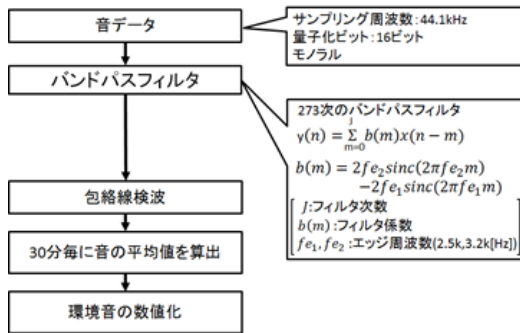 音データ
サンプリング周波数：44.1kHz
量子化ビット：16ビット
モノラル
バンドパスフィルタ
273次のバンドパスフィルタ
y(n) = Σ_{m=0}^{J} b(m)x(n − m)
b(m) = 2fe₂sinc(2πfe₂m)
−2fe₁sinc(2πfe₁m)
J:フィルタ次数
b(m)：フィルタ係数
fe₁, fe₂：エッジ周波数(2.5k,3.2k[Hz])
包絡線検波
30分毎に音の平均値を算出
環境音の数値化